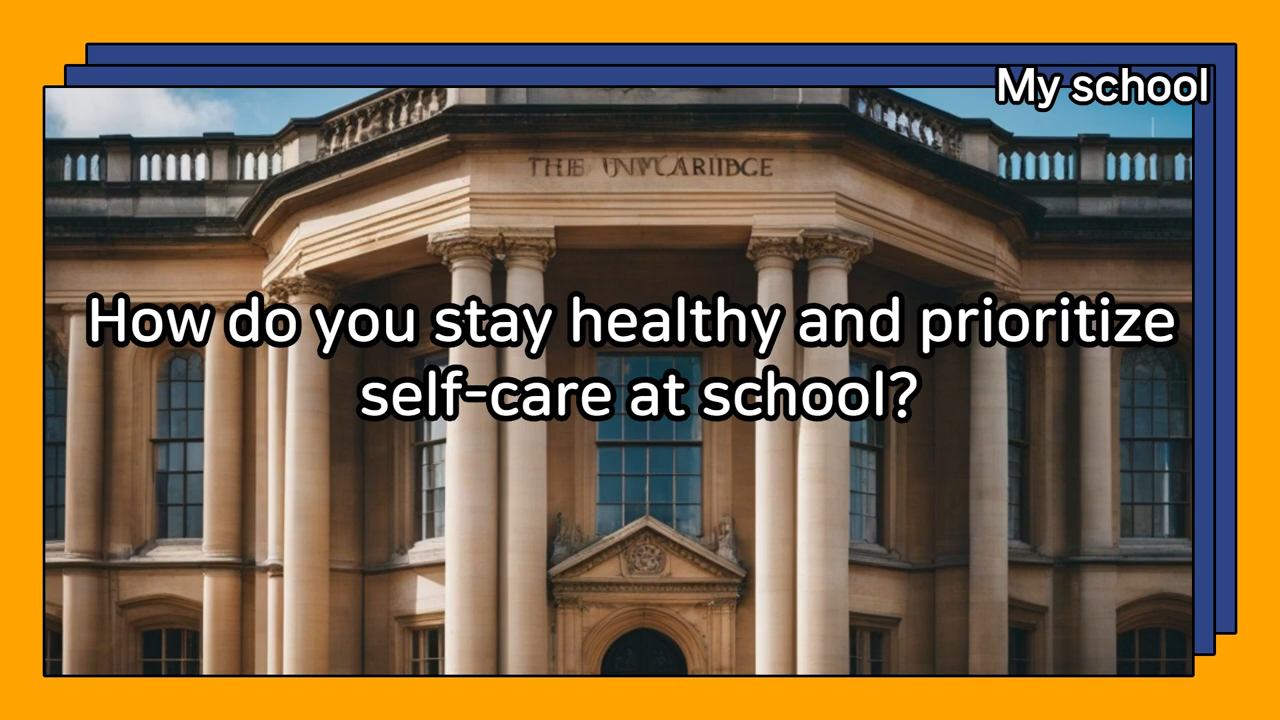 My school
THE
How do you stay healthy and prioritize
self-care at school?